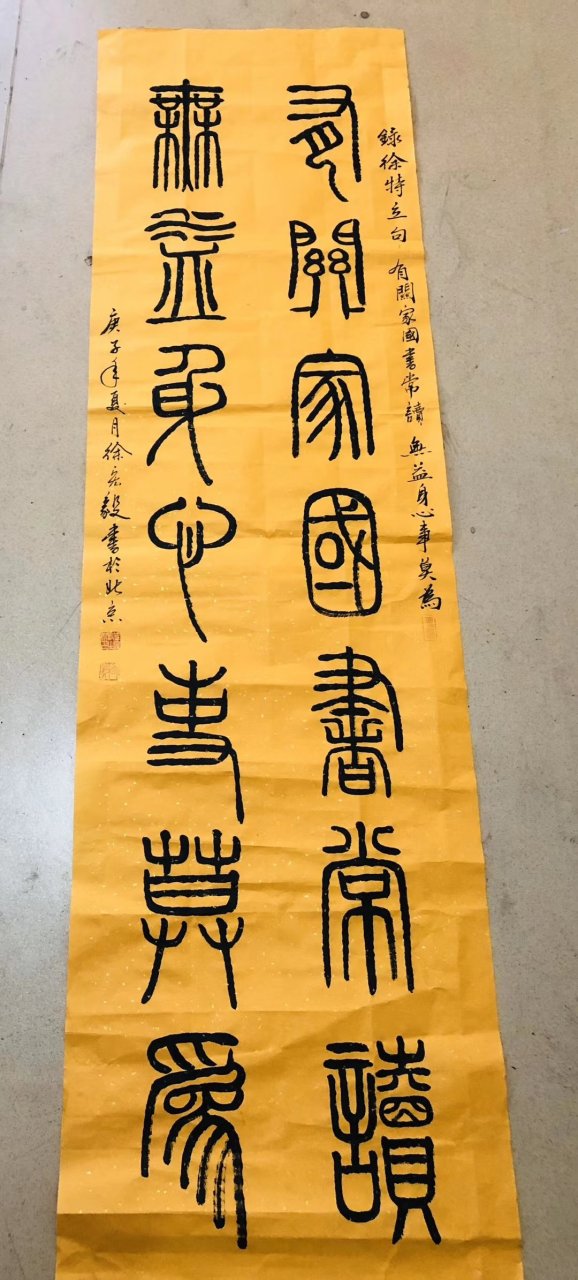 錄徐特立句 有關家國書常讀 無益身心事莫為
有關家國書常讀
無益身心事莫為
庚子年夏月徐宏毅書於北京